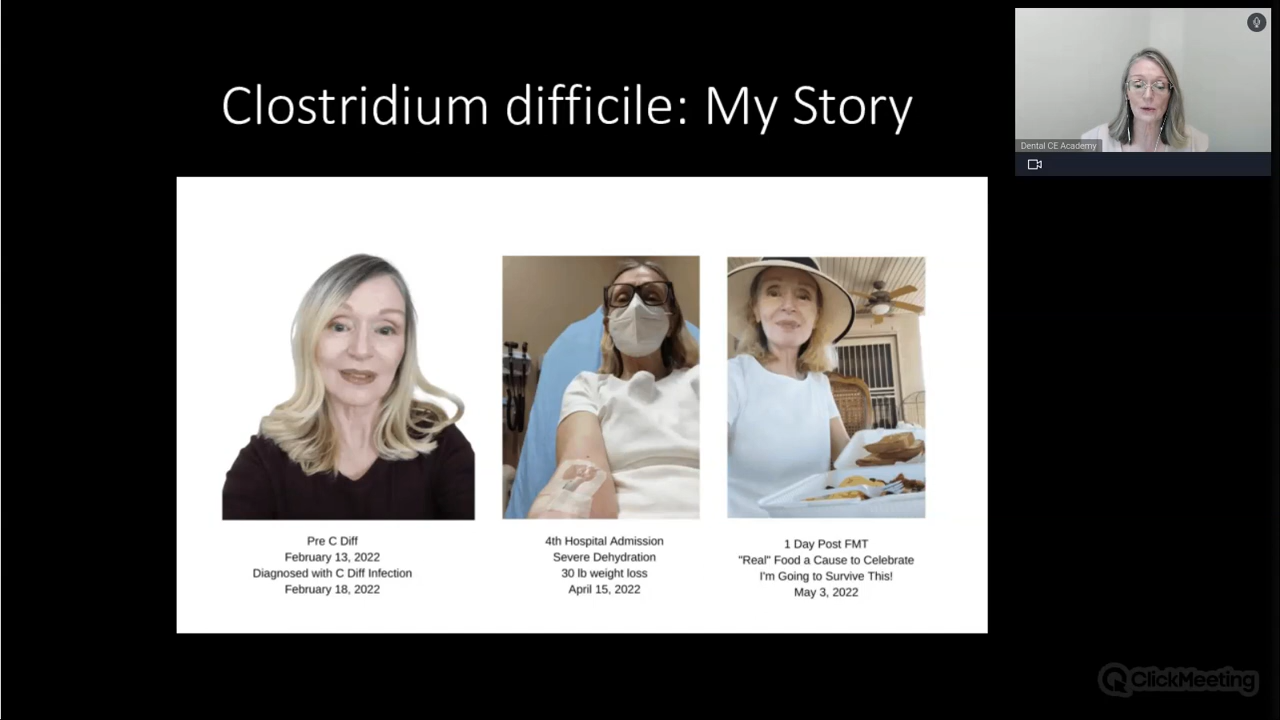 Clostridium difficile: My Story
Dental CE Academy
Pre C Diff
February 13, 2022
Diagnosed with C Diff Infection
February 18, 2022
4th Hospital Admission
Severe Dehydration
30 lb weight loss
April 15, 2022
1 Day Post FMT
"Real" Food a Cause to Celebrate
I'm Going to Survive This!
May 3, 2022
ClickMeeting